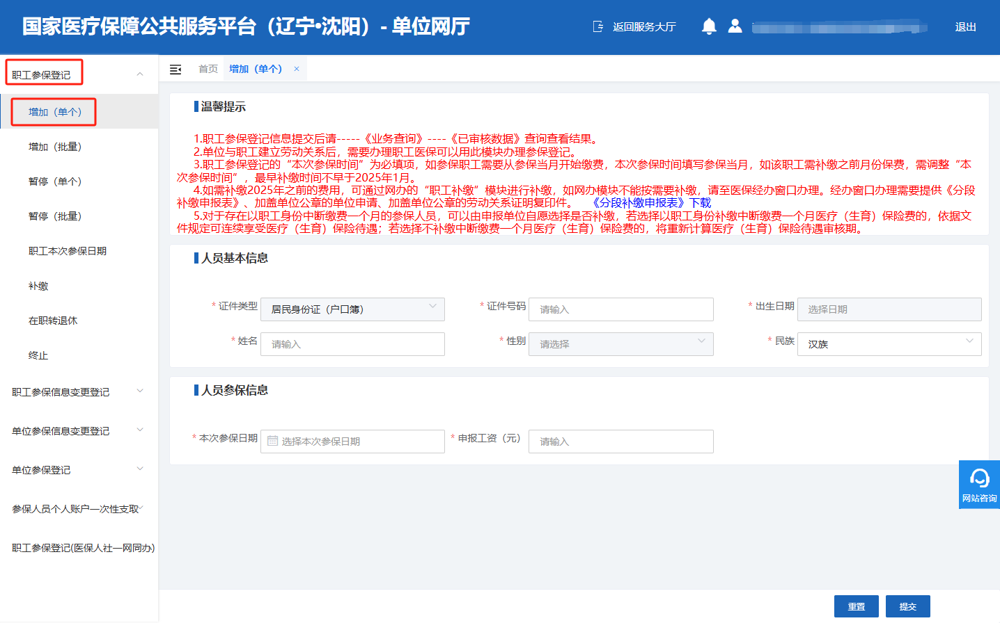 国家医疗保障公共服务平台（辽宁•沈阳）- 单位网厅
返回服务大厅
退出
职工参保登记
增加（单个）
增加（批量）
暂停（单个）
暂停（批量）
职工本次参保日期
补缴
在职转退休
终止
职工参保信息变更登记
单位参保信息变更登记
单位参保登记
参保人员个人账户一次性支取
职工参保登记(医保人社一网同办)
首页 增加（单个） ×
温馨提示
1.职工参保登记信息提交后请-----《业务查询》----《已审核数据》查询查看结果。
2.单位与职工建立劳动关系后，需要办理职工医保可以用此模块办理参保登记。
3.职工参保登记的“本次参保时间”为必填项，如参保职工需要从参保当月开始缴费，本次参保时间填写参保当月，如该职工需补缴之前月份保费，需调整“本
次参保时间”，最早补缴时间不早于2025年1月。
4.如需补缴2025年之前的费用，可通过网办的“职工补缴”模块进行补缴，如网办模块不能按需要补缴，请至医保经办窗口办理。经办窗口办理需要提供《分段
补缴申报表》、加盖单位公章的单位申请、加盖单位公章的劳动关系证明复印件。 《分段补缴申报表》下载
5.对于存在以职工身份中断缴费一个月的参保人员，可以由申报单位自愿选择是否补缴，若选择以职工身份补缴中断缴费一个月医疗（生育）保险费的，依据文
件规定可连续享受医疗（生育）保险待遇；若选择不补缴中断缴费一个月医疗（生育）保险费的，将重新计算医疗（生育）保险待遇审核期。
人员基本信息
* 证件类型 居民身份证（户口簿） * 证件号码 请输入 * 出生日期 选择日期
* 姓名 请输入 * 性别 请选择 * 民族 汉族
人员参保信息
* 本次参保日期 选择本次参保日期 * 申报工资（元） 请输入
网站咨询
重置 提交